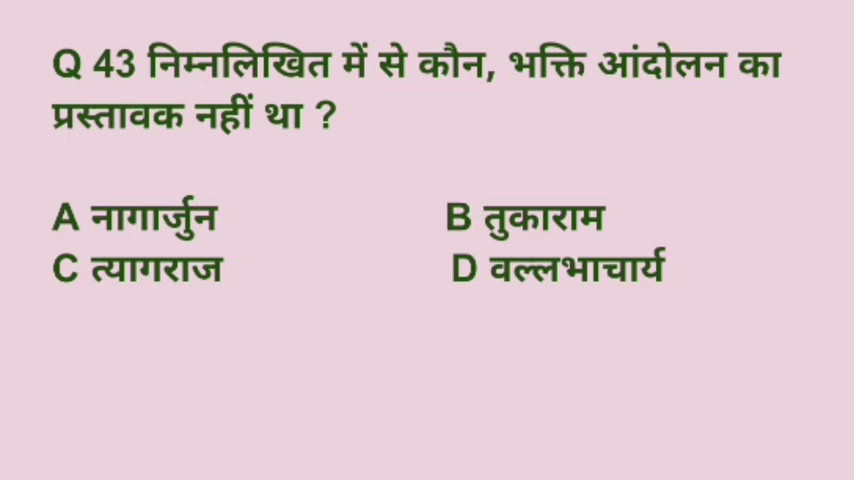 Q 43 निम्नलिखित में से कौन, भक्ति आंदोलन का
प्रस्तावक नहीं था ?
A नागार्जुन B तुकाराम
C त्यागराज D वल्लभाचार्य